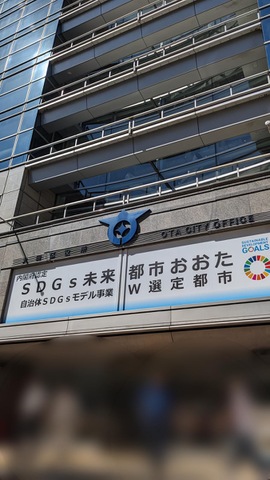 大田区役所
OTA CITY OFFICE
内閣府認定
SDGs未来都市おおた
自治体SDGsモデル事業 W選定都市
SUSTAINABLE
DEVELOPMENT
GOALS